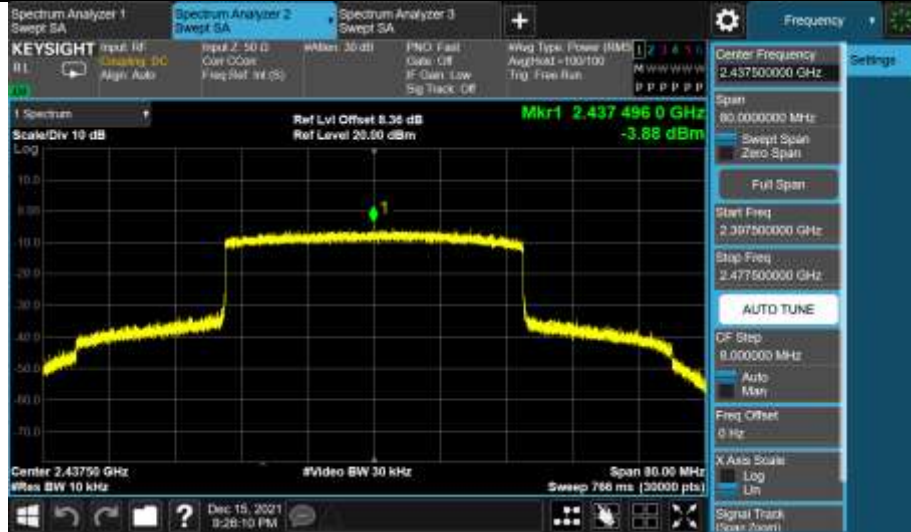 Spectrum Analyzer 1
Swept SA
Spectrum Analyzer 2
Swept SA
Spectrum Analyzer 3
Swept SA
+
Frequency
KEYSIGHT
Input: RF
Coupling: DC
Align: Auto
Input Z: 50 Ω
Corr CCorr
Freq Ref: Int (S)
#Atten: 30 dB
PNO: Fast
Gate: Off
IF Gain: Low
Sig Track: Off
#Avg Type: Power (RMS)
Avg|Hold: >100/100
Trig: Free Run
1 2 3 4 5 6
M W W W W W
P P P P P P
RL
Center Frequency
2.437500000 GHz
Settings
Span
80.0000000 MHz
Swept Span
Zero Span
Full Span
Start Freq
2.397500000 GHz
Stop Freq
2.477500000 GHz
AUTO TUNE
CF Step
8.000000 MHz
Auto
Man
Freq Offset
0 Hz
X Axis Scale
Log
Lin
Signal Track
(Span Zoom)
1 Spectrum
Scale/Div 10 dB
Log
Ref Lvl Offset 8.36 dB
Ref Level 20.00 dBm
Mkr1 2.437 496 0 GHz
-3.88 dBm
10.0
0.00
-10.0
-20.0
-30.0
-40.0
-50.0
-60.0
-70.0
1
Center 2.43750 GHz
#Res BW 10 kHz
#Video BW 30 kHz
Span 80.00 MHz
Sweep 766 ms (30000 pts)
?
Dec 15, 2021
8:26:10 PM